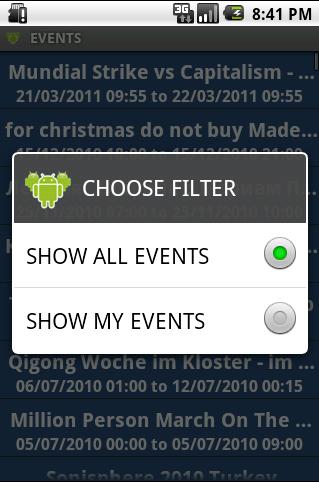 3G
8:41 PM
EVENTS
Mundial Strike vs Capitalism - ...
21/03/2011 09:55 to 22/03/2011 09:55
for christmas do not buy Made...
CHOOSE FILTER
SHOW ALL EVENTS
SHOW MY EVENTS
Qigong Woche im Kloster - im ...
06/07/2010 01:00 to 12/07/2010 00:15
Million Person March On The ...
05/07/2010 00:00 to 05/07/2010 09:00
Sonisphere 2010 Turkey